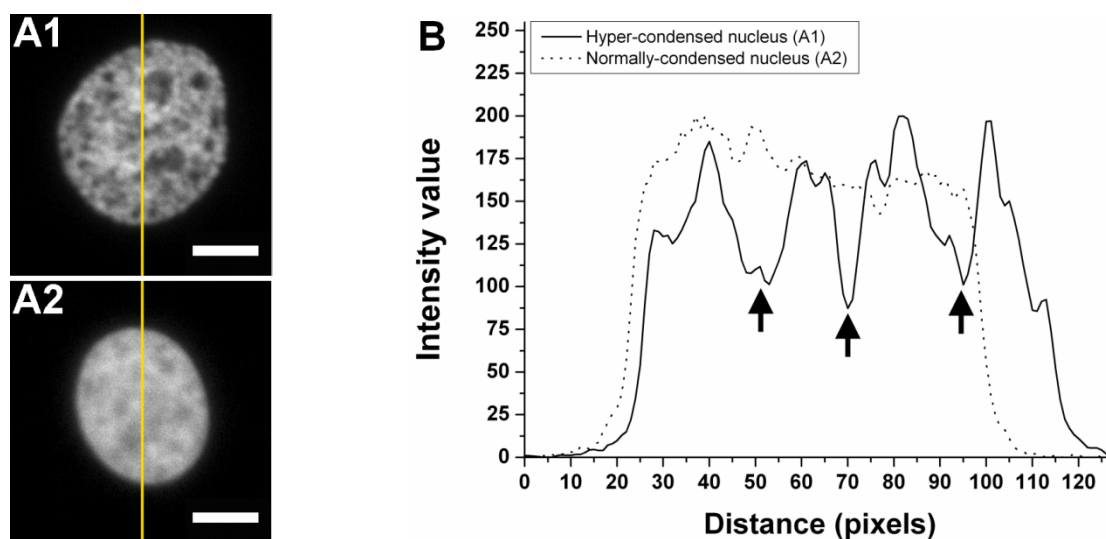 A1
A2
B
Hyper-condensed nucleus (A1)
Normally-condensed nucleus (A2)
Intensity value
250
225
200
175
150
125
100
75
50
25
0
0 10 20 30 40 50 60 70 80 90 100 110 120
Distance (pixels)